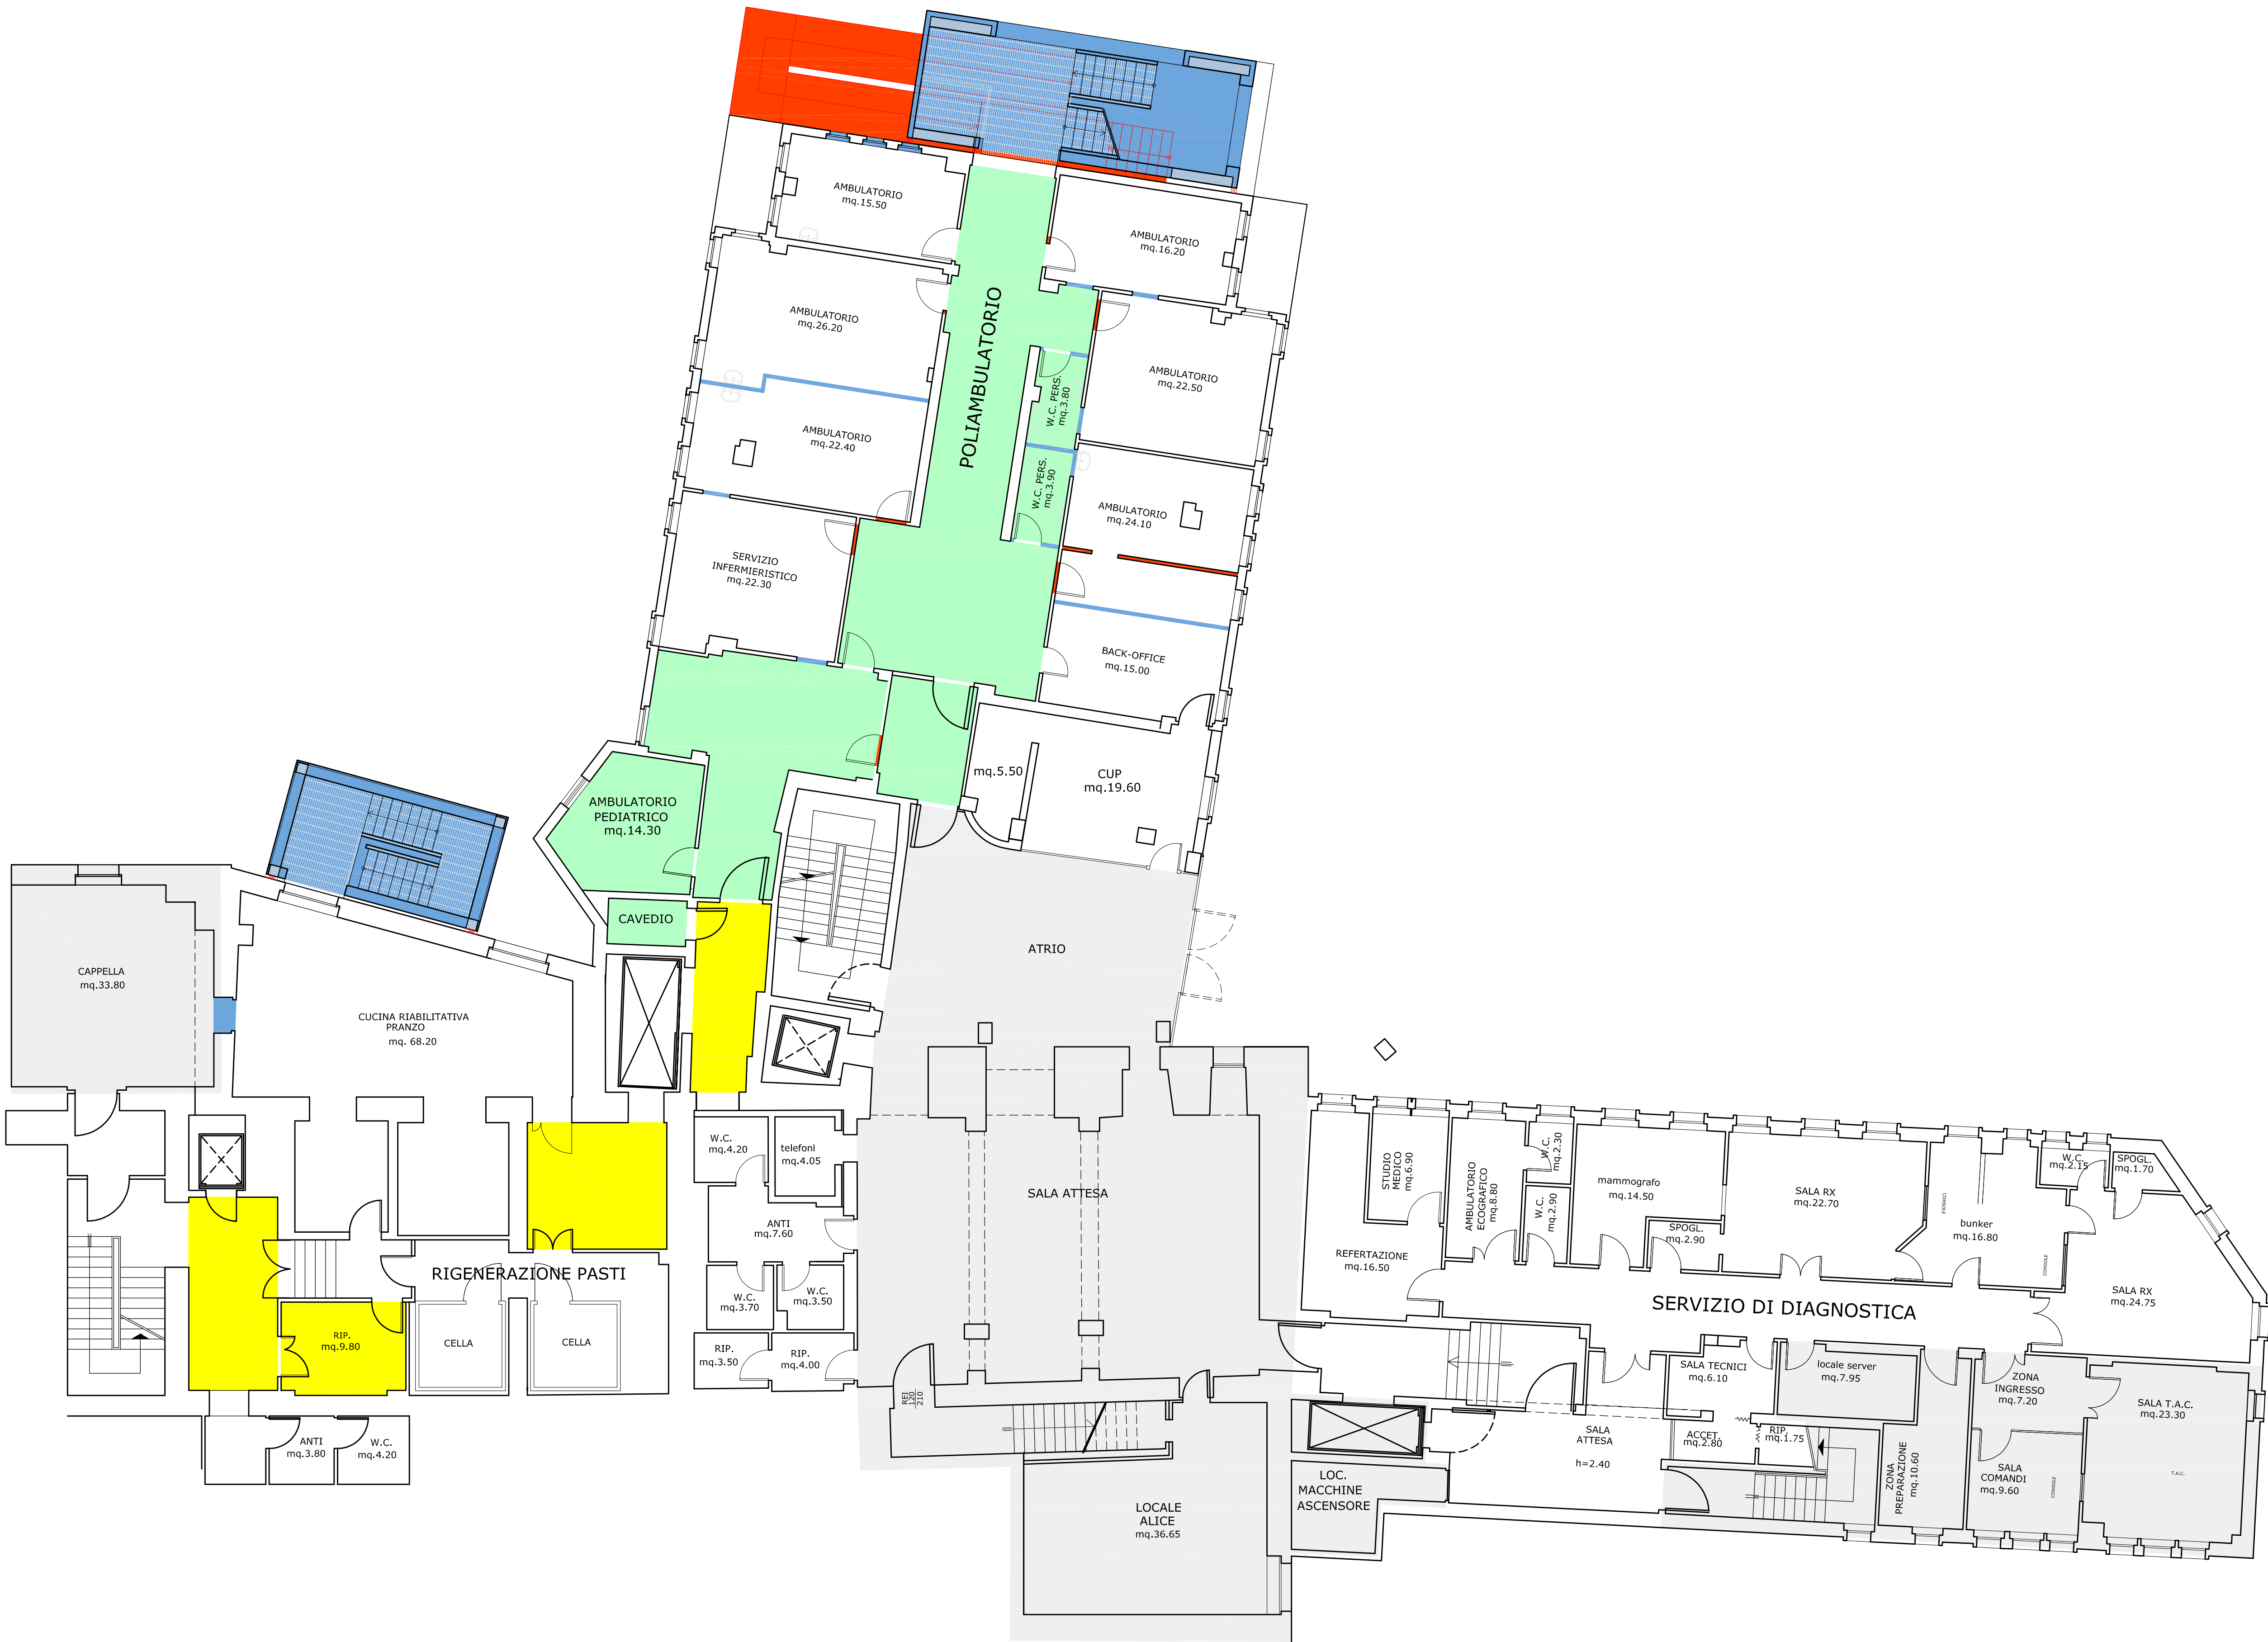 AMBULATORIO
mq.15.50
AMBULATORIO
mq.16.20
AMBULATORIO
mq.26.20
POLIAMBULATORIO
AMBULATORIO
mq.22.50
W.C. PERS.
mq.3.80
AMBULATORIO
mq.22.40
W.C. PERS.
mq.3.90
AMBULATORIO
mq.24.10
SERVIZIO
INFERMIERISTICO
mq.22.30
BACK-OFFICE
mq.15.00
mq.5.50
CUP
mq.19.60
AMBULATORIO
PEDIATRICO
mq.14.30
CAVEDIO
ATRIO
CAPPELLA
mq.33.80
CUCINA RIABILITATIVA
PRANZO
mq. 68.20
W.C.
mq.4.20
telefoni
mq.4.05
SALA ATTESA
ANTI
mq.7.60
W.C.
mq.3.70
W.C.
mq.3.50
RIP.
mq.3.50
RIP.
mq.4.00
RIGENERAZIONE PASTI
RIP.
mq.9.80
CELLA
CELLA
ANTI
mq.3.80
W.C.
mq.4.20
REI
120
210
LOCALE
ALICE
mq.36.65
LOC.
MACCHINE
ASCENSORE
STUDIO
MEDICO
mq.6.90
REFERTAZIONE
mq.16.50
AMBULATORIO
ECOGRAFICO
mq.8.80
W.C.
mq.2.30
W.C.
mq.2.90
mammografo
mq.14.50
SPOGL.
mq.2.90
SALA RX
mq.22.70
CONSOLE
bunker
mq.16.80
CONSOLE
W.C.
mq.2.15
SPOGL.
mq.1.70
SALA RX
mq.24.75
SERVIZIO DI DIAGNOSTICA
SALA TECNICI
mq.6.10
locale server
mq.7.95
ZONA
INGRESSO
mq.7.20
SALA T.A.C.
mq.23.30
SALA
ATTESA
h=2.40
ACCET.
mq.2.80
RIP.
mq.1.75
ZONA
PREPARAZIONE
mq.10.60
SALA
COMANDI
mq.9.60
CONSOLE
T.A.C.